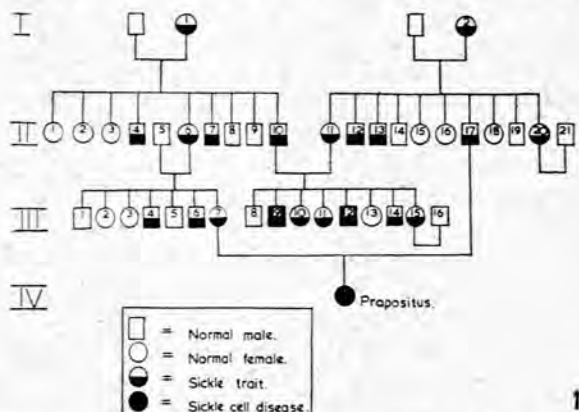 I
1
2
II
1 2 3 4 5 6 7 8 9 10 11 12 13 14 15 16 17 18 19 20 21
III
1 2 3 4 5 6 7 8 9 10 11 12 13 14 15 16
IV
Prapositus.
= Normal male.
= Normal female.
= Sickle trait.
= Sickle cell disease.